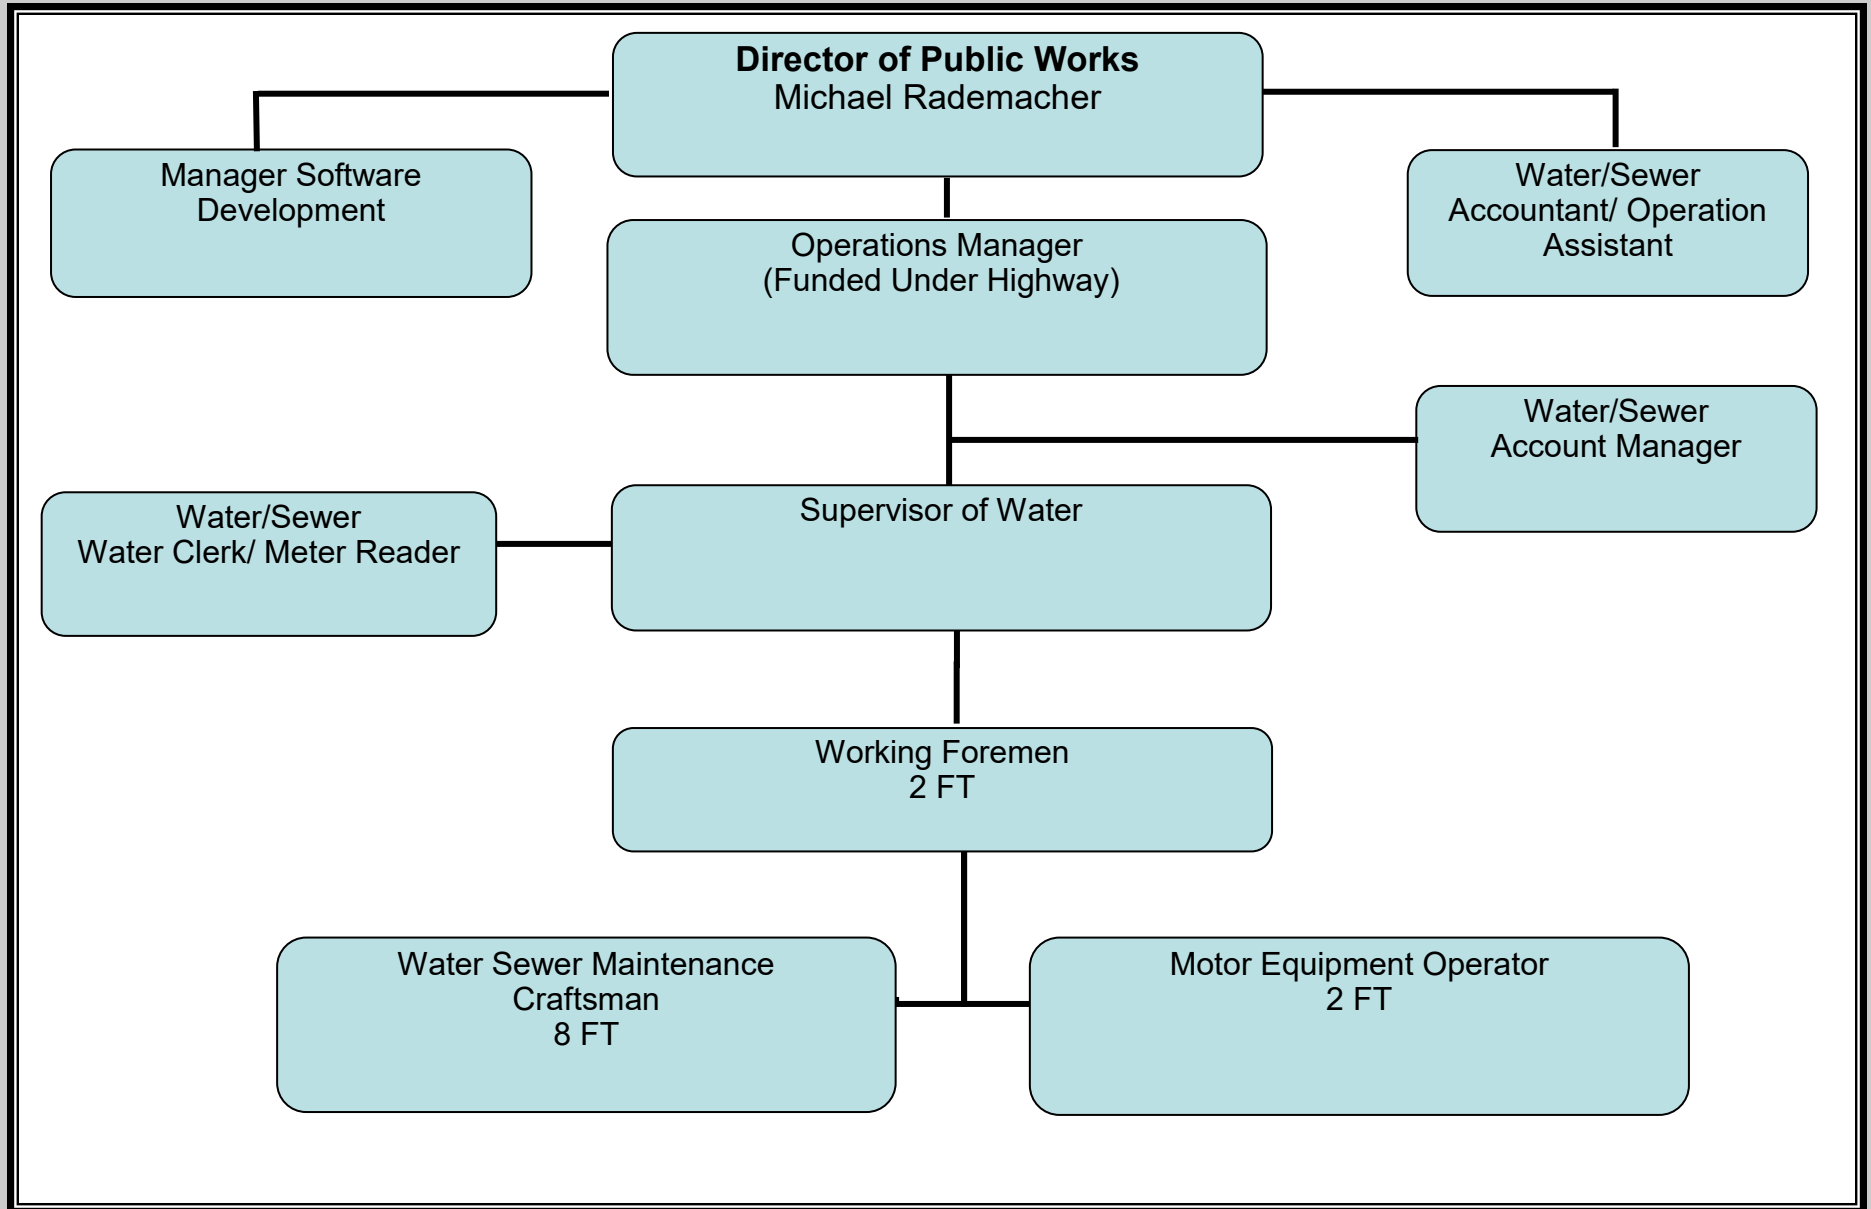 Director of Public Works
Michael Rademacher
Manager Software
Development
Water/Sewer
Accountant/ Operation
Assistant
Operations Manager
(Funded Under Highway)
Water/Sewer
Account Manager
Water/Sewer
Water Clerk/ Meter Reader
Supervisor of Water
Working Foremen
2 FT
Water Sewer Maintenance
Craftsman
8 FT
Motor Equipment Operator
2 FT